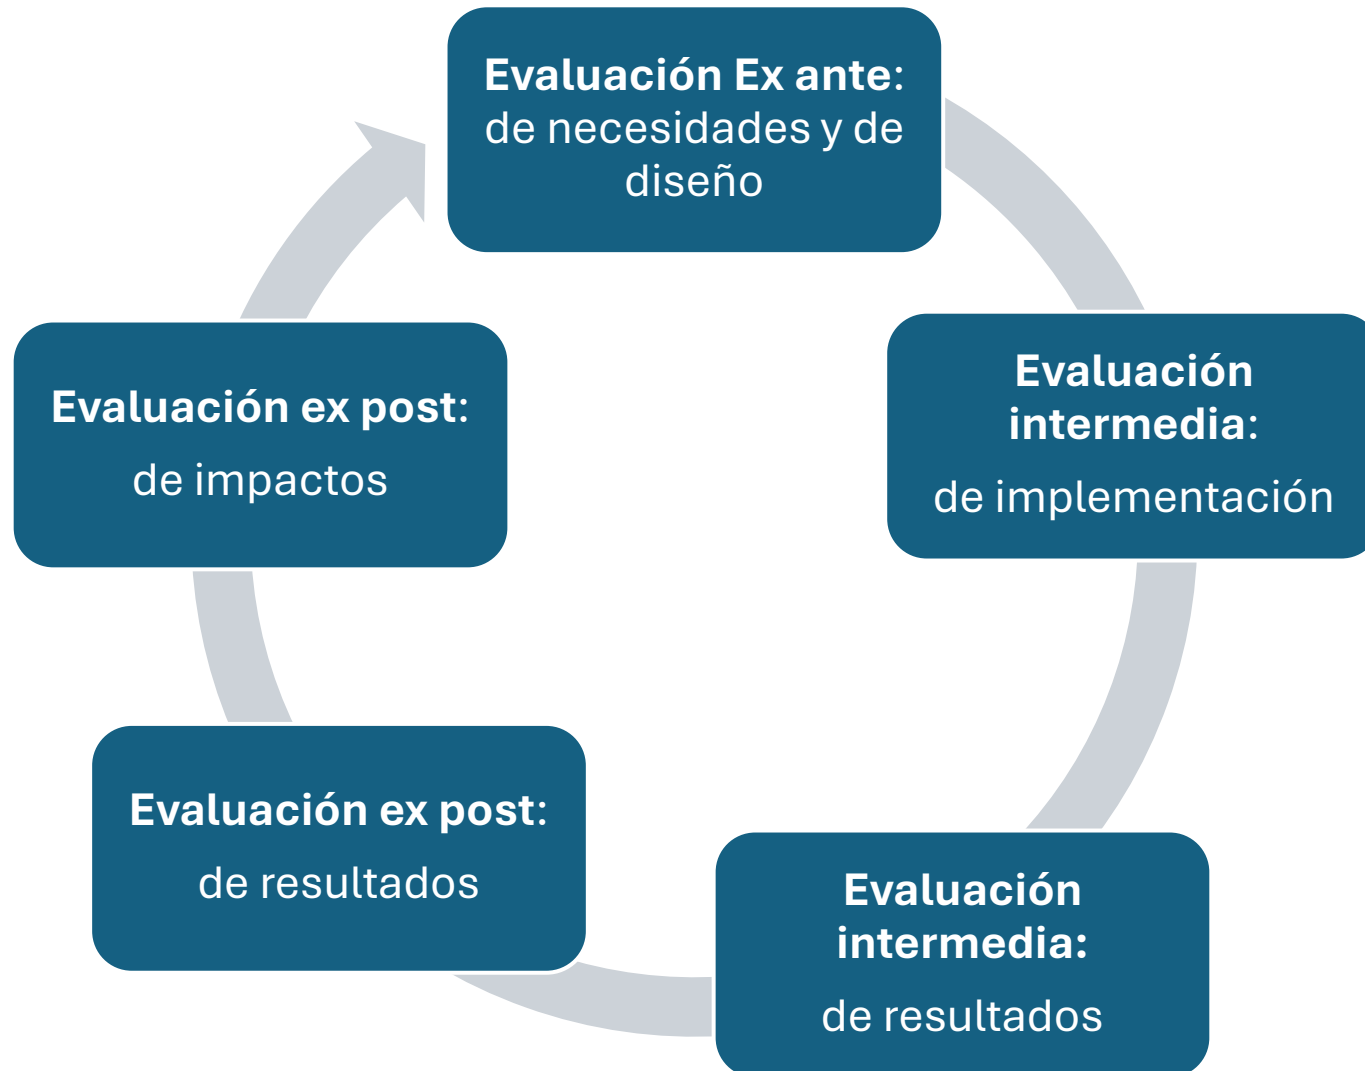 Evaluación Ex ante:
de necesidades y de
diseño
Evaluación
intermedia:
de implementación
Evaluación
intermedia:
de resultados
Evaluación ex post:
de resultados
Evaluación ex post:
de impactos